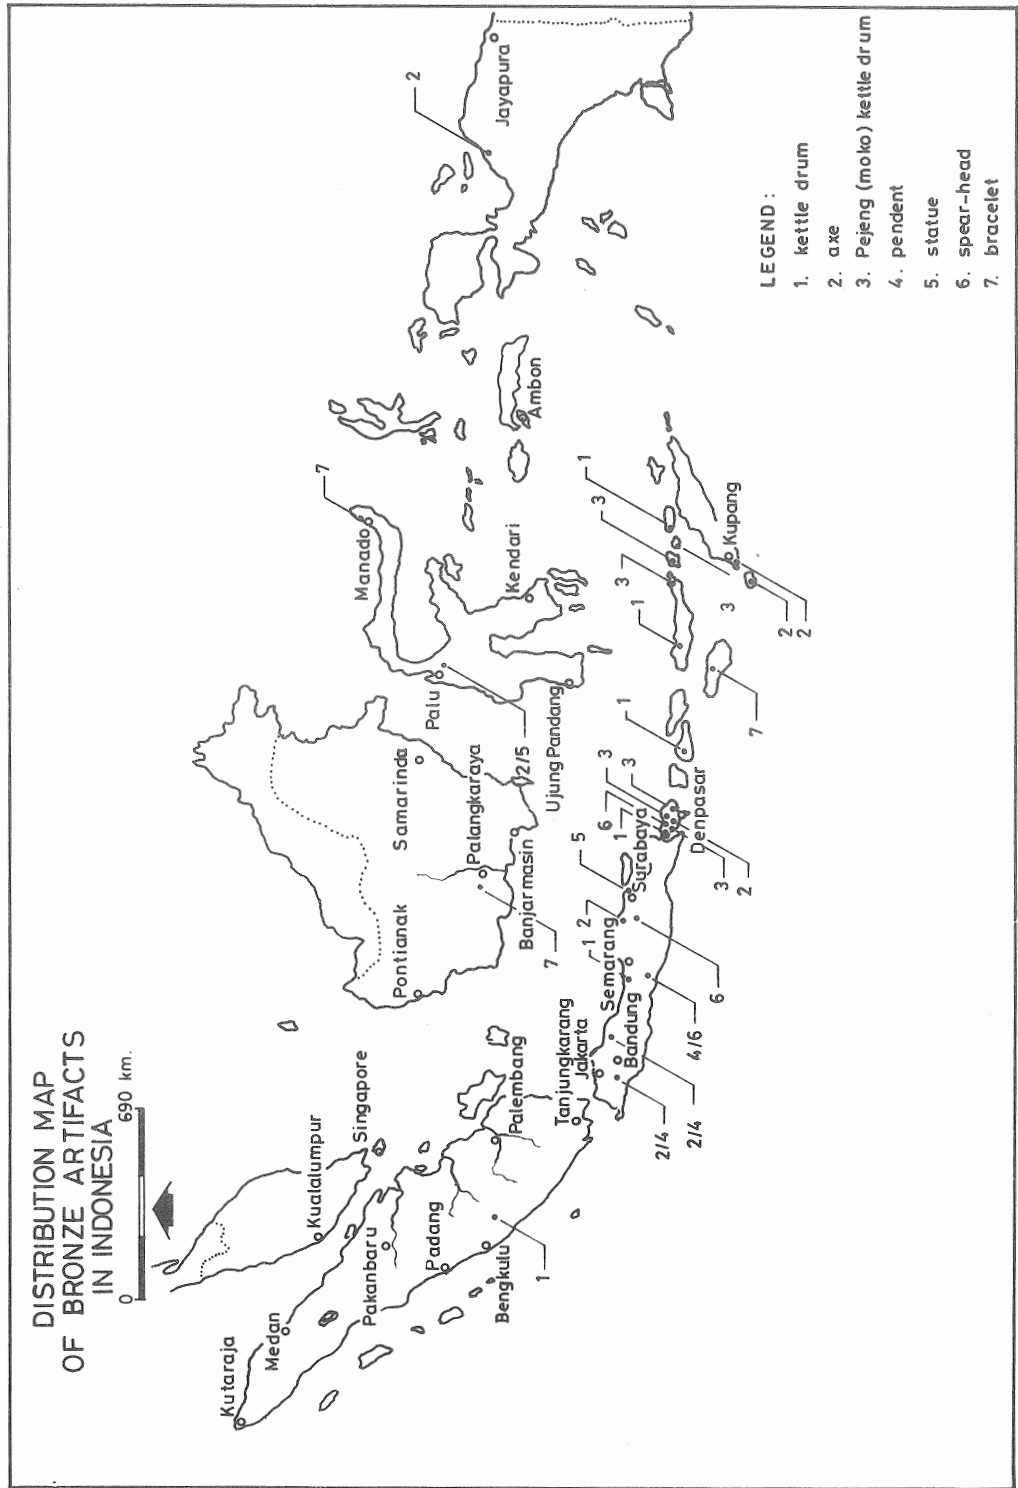 DISTRIBUTION MAP
OF BRONZE ARTIFACTS
IN INDONESIA
0 690 km.
Kutaraja
Medan
Kualalumpur
Singapore
Pakanbaru
Padang
Bengkulu
1
Palembang
Tanjungkarang
Jakarta
Bandung
2/4
2/4
4/6
6
Semarang
1
2
5
Surabaya
Pontianak
Samarinda
Palangkaraya
Banjarmasin
7
Palu
2/5
Ujung Pandang
Manado
7
Kendari
Ambon
Jayapura
2
1
6
3
3
Denpasar
3
2
1
7
1
3
3
1
3
Kupang
2
2
LEGEND :
1. kettle drum
2. axe
3. Pejeng (moko) kettle drum
4. pendent
5. statue
6. spear-head
7. bracelet